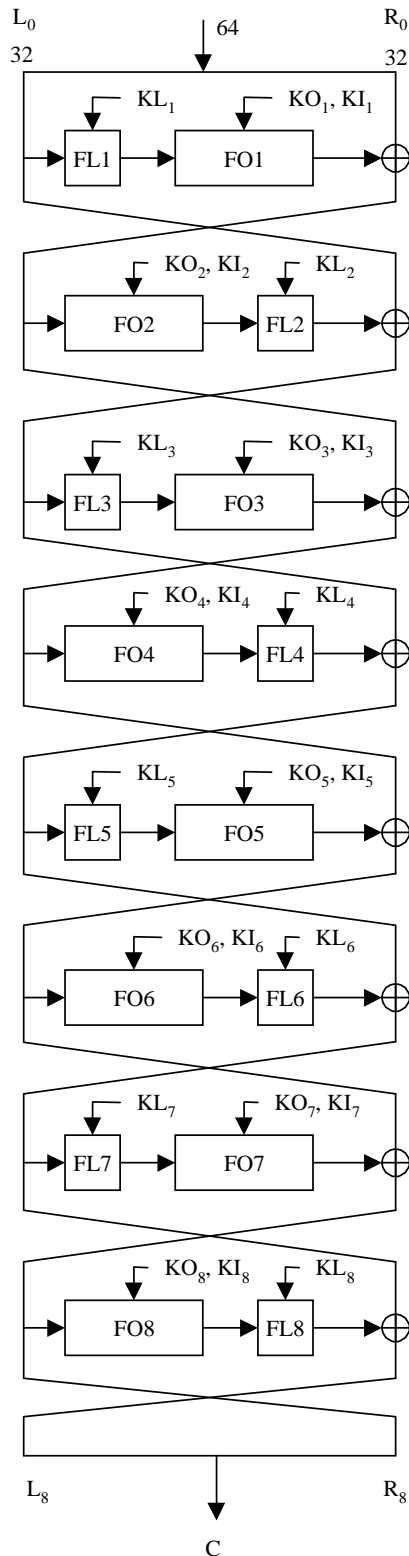 L₀ 64 R₀
32 32
KL₁ KO₁, KI₁
FL1 FO1
KO₂, KI₂ KL₂
FO2 FL2
KL₃ KO₃, KI₃
FL3 FO3
KO₄, KI₄ KL₄
FO4 FL4
KL₅ KO₅, KI₅
FL5 FO5
KO₆, KI₆ KL₆
FO6 FL6
KL₇ KO₇, KI₇
FL7 FO7
KO₈, KI₈ KL₈
FO8 FL8
L₈ R₈
C